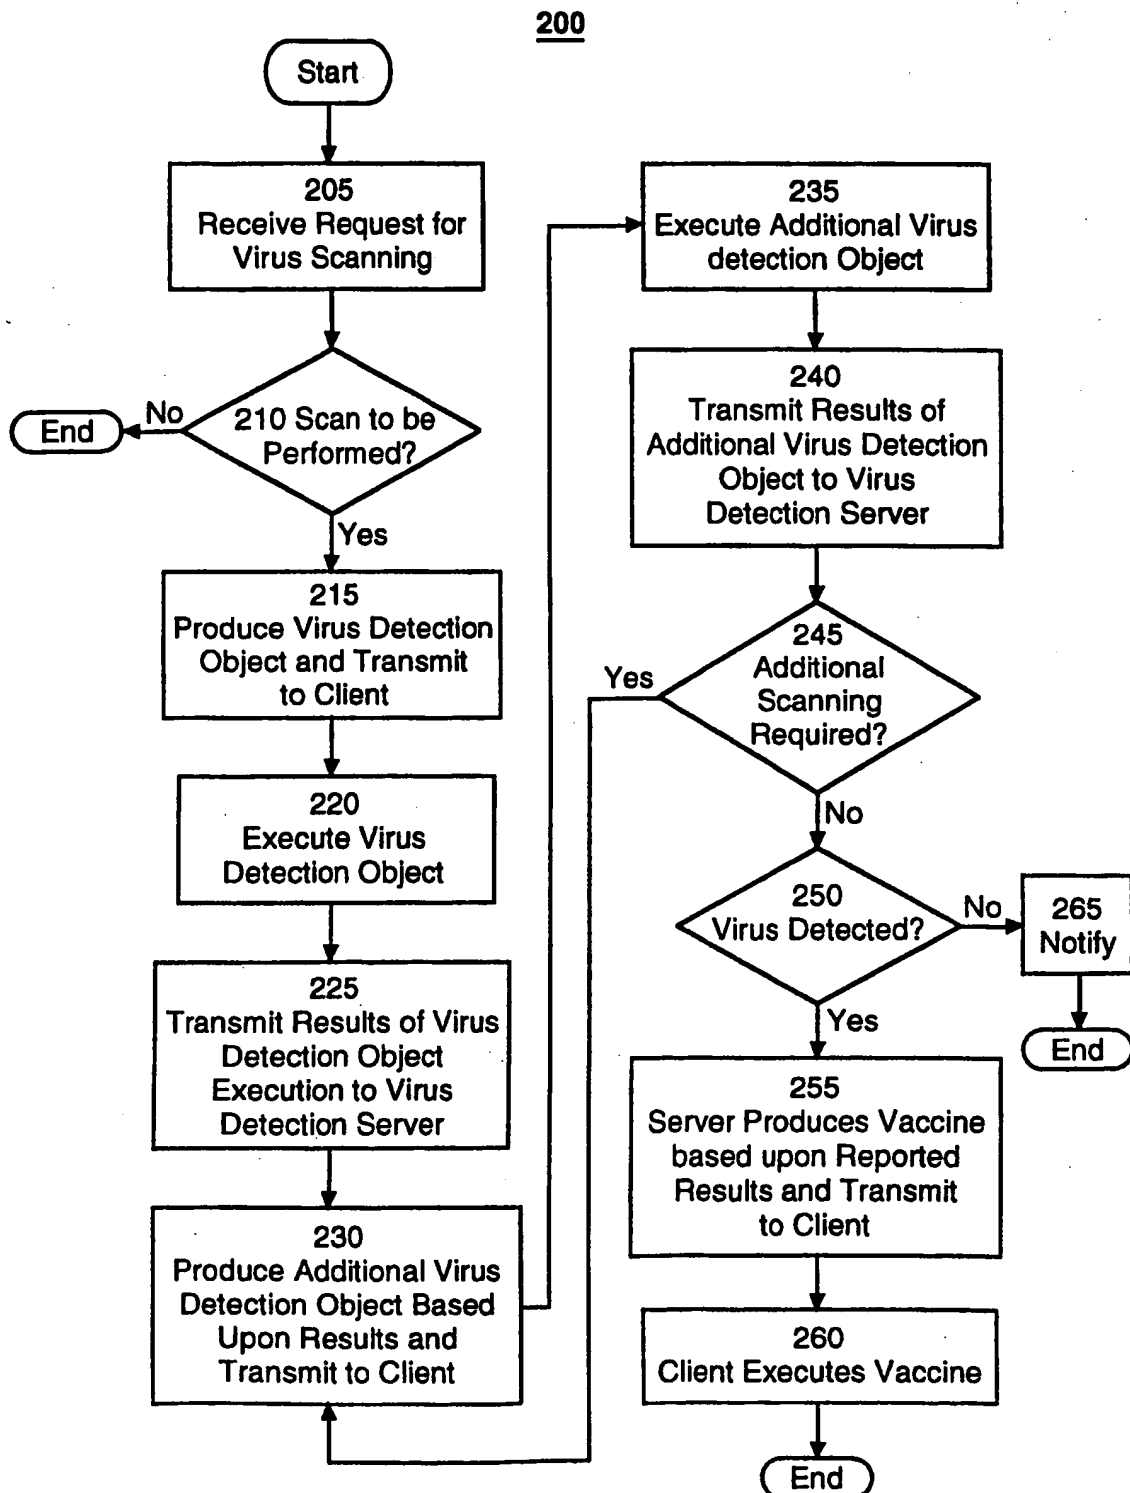 200
Start
205
Receive Request for
Virus Scanning
210 Scan to be
Performed?
No
End
Yes
215
Produce Virus Detection
Object and Transmit
to Client
220
Execute Virus
Detection Object
225
Transmit Results of Virus
Detection Object
Execution to Virus
Detection Server
230
Produce Additional Virus
Detection Object Based
Upon Results and
Transmit to Client
235
Execute Additional Virus
detection Object
240
Transmit Results of
Additional Virus Detection
Object to Virus
Detection Server
245
Additional
Scanning
Required?
Yes
No
250
Virus Detected?
No
265
Notify
End
Yes
255
Server Produces Vaccine
based upon Reported
Results and Transmit
to Client
260
Client Executes Vaccine
End